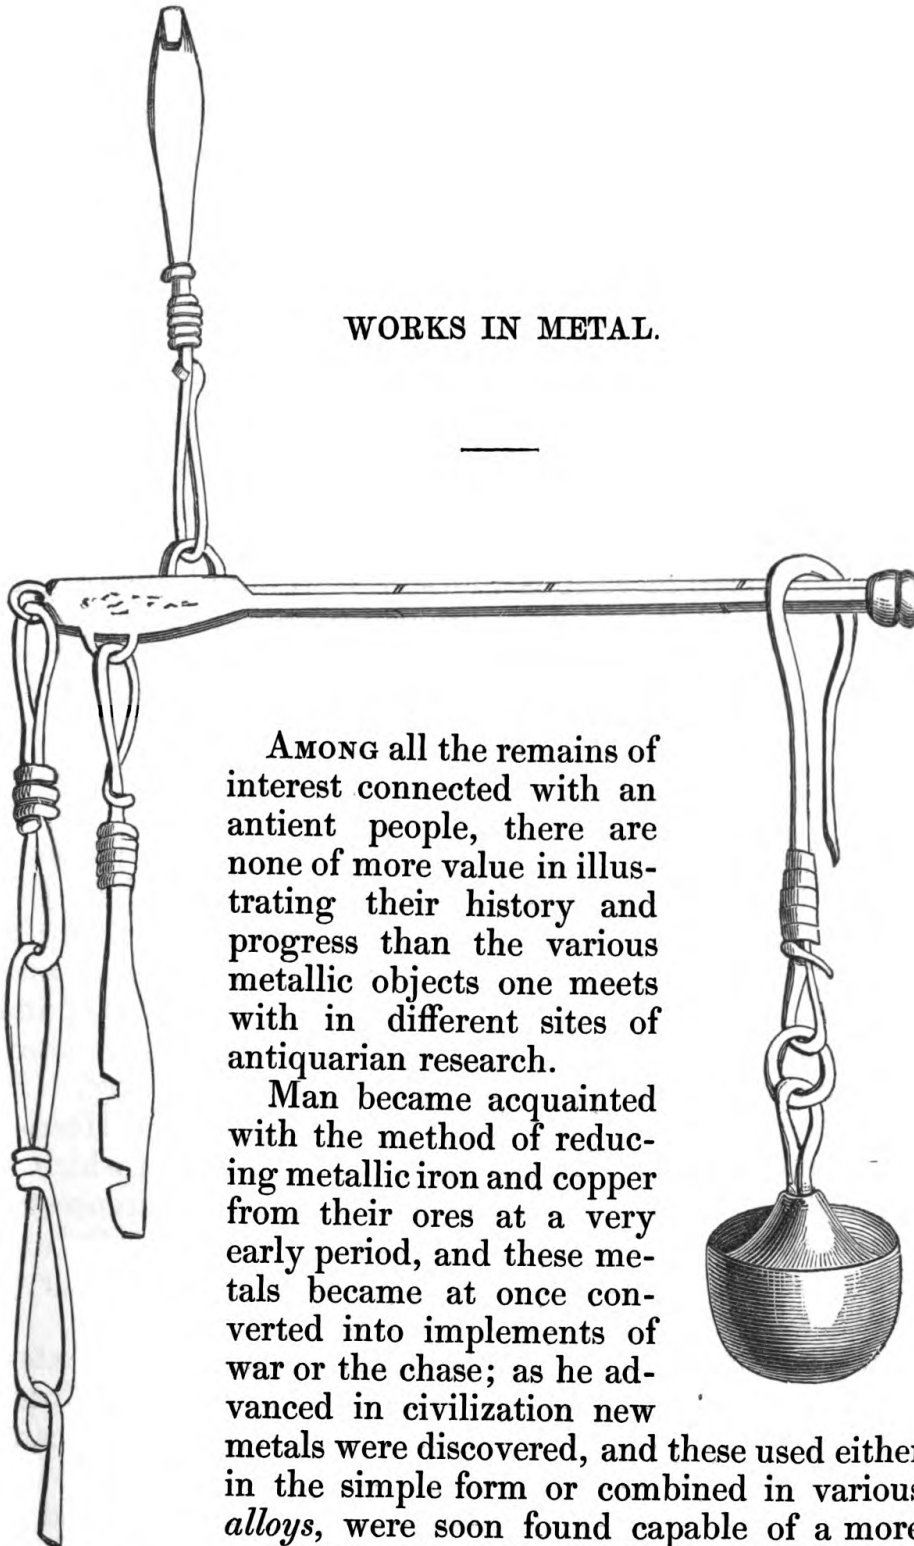 WORKS IN METAL.
AMONG all the remains of
interest connected with an
antient people, there are
none of more value in illus-
trating their history and
progress than the various
metallic objects one meets
with in different sites of
antiquarian research.
Man became acquainted
with the method of reduc-
ing metallic iron and copper
from their ores at a very
early period, and these me-
tals became at once con-
verted into implements of
war or the chase; as he ad-
vanced in civilization new
metals were discovered, and these used either
in the simple form or combined in various
alloys, were soon found capable of a more